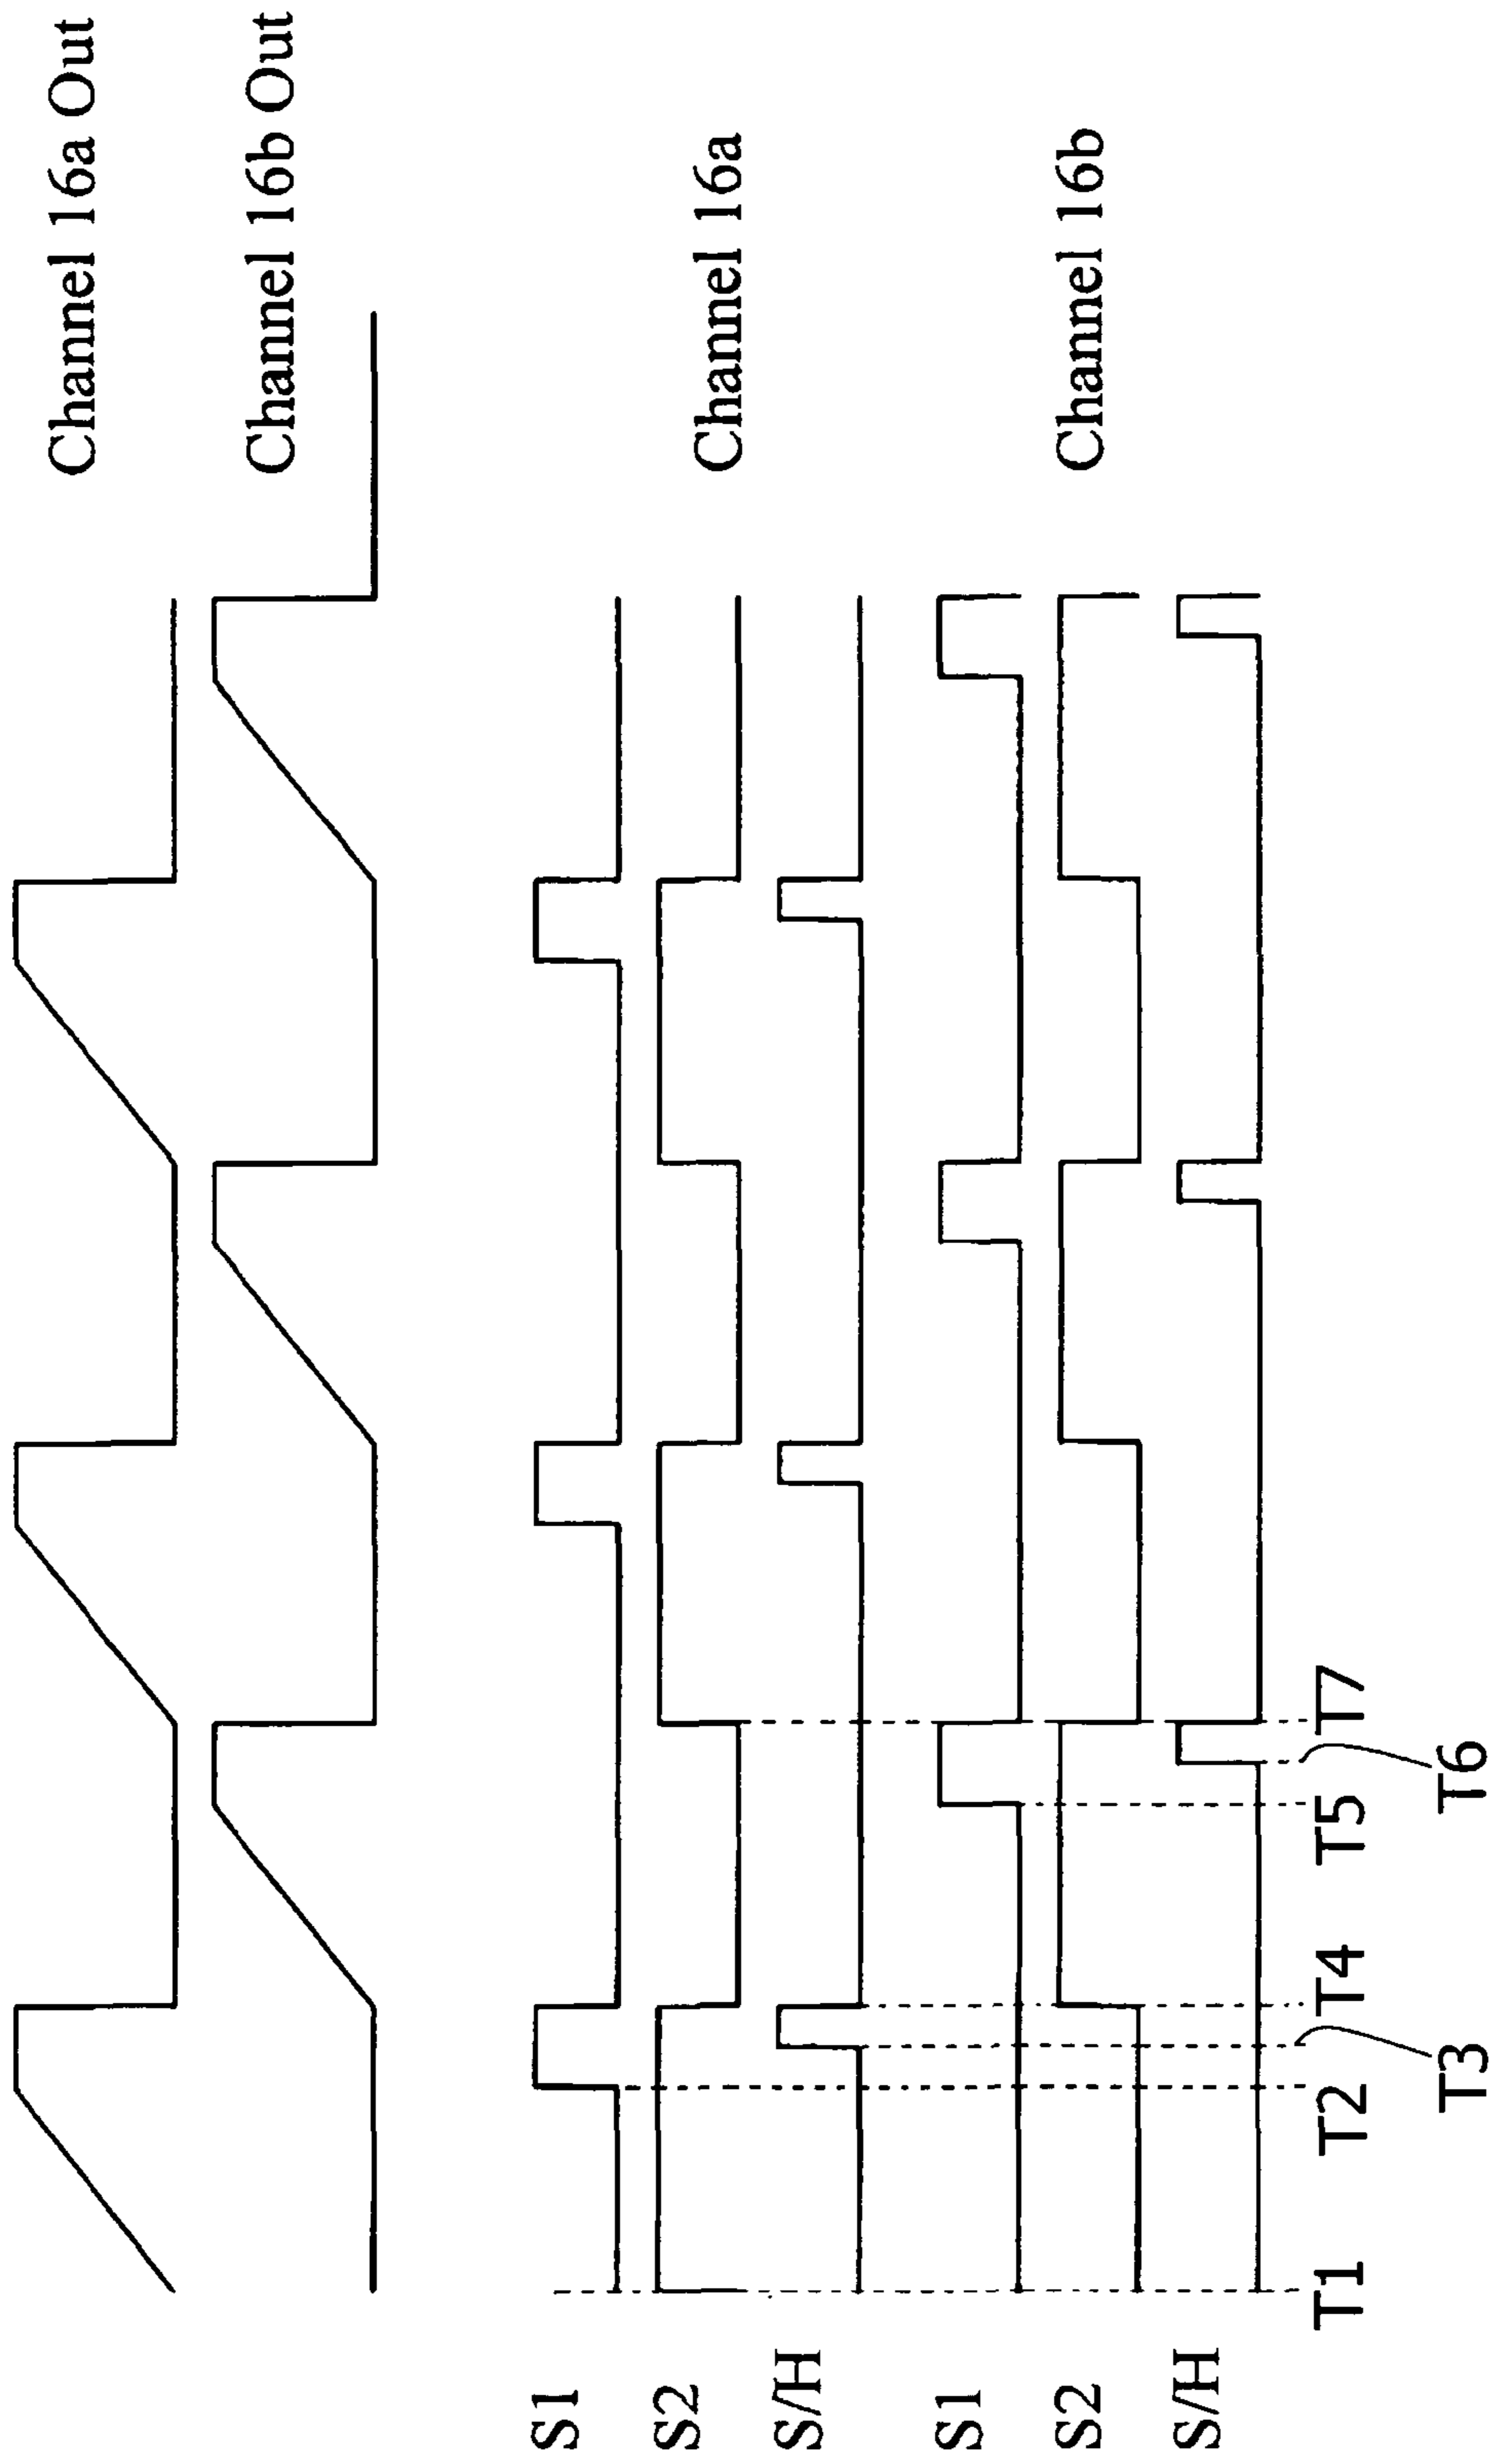 Channel 16a Out
Channel 16b Out
S1
S2
Channel 16a
S/H
S1
S2
Channel 16b
S/H
T1
T2
T4
T5
T7
T3
T6